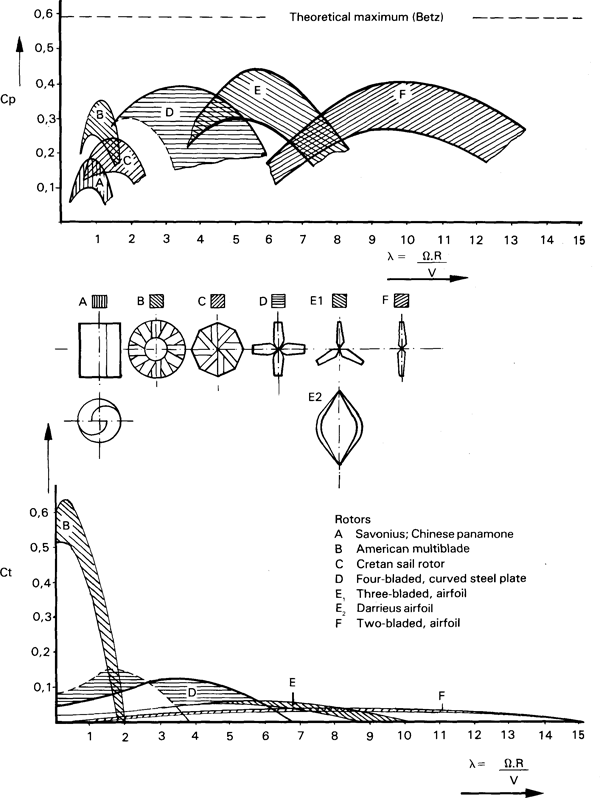 0,6
Theoretical maximum (Betz)
0,5
Cp
0,4
0,3
0,2
0,1
A
B
C
D
E
F
1 2 3 4 5 6 7 8 9 10 11 12 13 14 15
λ = Ω.R
V
A B C D E1 F
E2
0,6
0,5
Ct
0,4
0,3
0,2
0,1
B
D
E
F
Rotors
A Savonius; Chinese panamone
B American multiblade
C Cretan sail rotor
D Four-bladed, curved steel plate
E₁ Three-bladed, airfoil
E₂ Darrieus airfoil
F Two-bladed, airfoil
1 2 3 4 5 6 7 8 9 10 11 12 13 14 15
λ = Ω.R
V